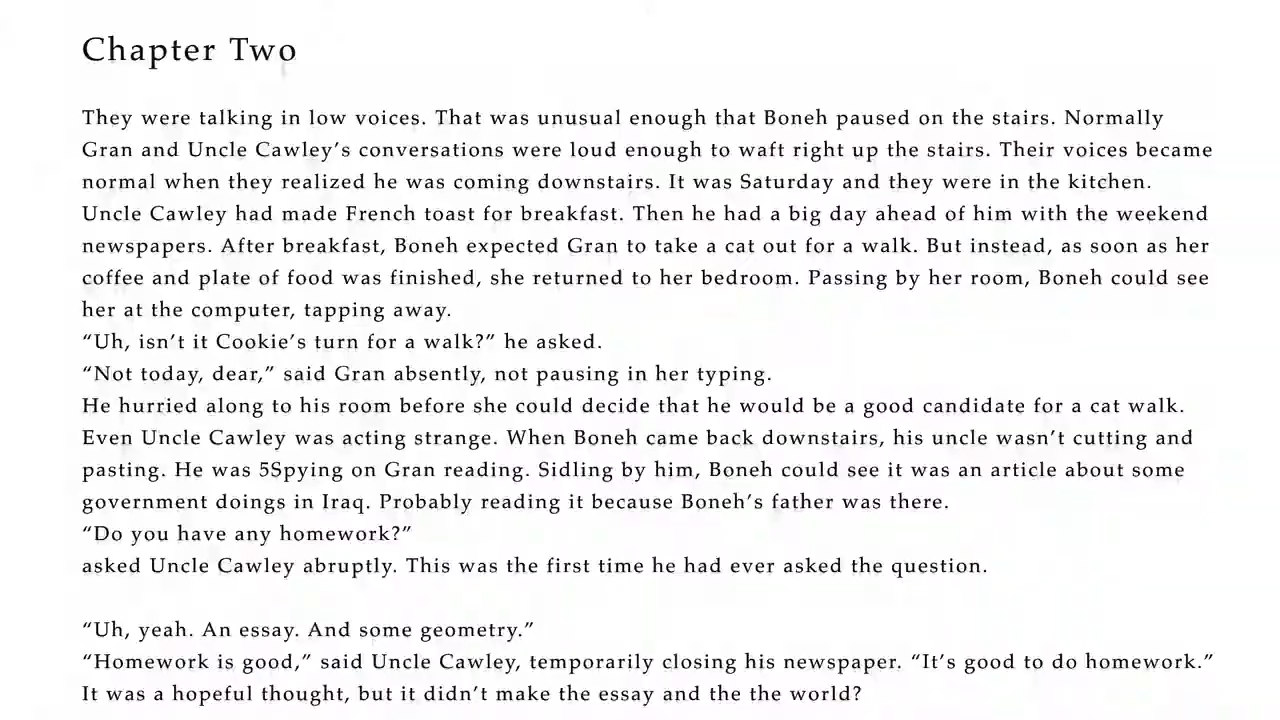 Chapter Two
They were talking in low voices. That was unusual enough that Boneh paused on the stairs. Normally
Gran and Uncle Cawley’s conversations were loud enough to waft right up the stairs. Their voices became
normal when they realized he was coming downstairs. It was Saturday and they were in the kitchen.
Uncle Cawley had made French toast for breakfast. Then he had a big day ahead of him with the weekend
newspapers. After breakfast, Boneh expected Gran to take a cat out for a walk. But instead, as soon as her
coffee and plate of food was finished, she returned to her bedroom. Passing by her room, Boneh could see
her at the computer, tapping away.
“Uh, isn’t it Cookie’s turn for a walk?” he asked.
“Not today, dear,” said Gran absently, not pausing in her typing.
He hurried along to his room before she could decide that he would be a good candidate for a cat walk.
Even Uncle Cawley was acting strange. When Boneh came back downstairs, his uncle wasn’t cutting and
pasting. He was 5Spying on Gran reading. Sidling by him, Boneh could see it was an article about some
government doings in Iraq. Probably reading it because Boneh’s father was there.
“Do you have any homework?”
asked Uncle Cawley abruptly. This was the first time he had ever asked the question.
“Uh, yeah. An essay. And some geometry.”
“Homework is good,” said Uncle Cawley, temporarily closing his newspaper. “It’s good to do homework.”
It was a hopeful thought, but it didn’t make the essay and the the world?